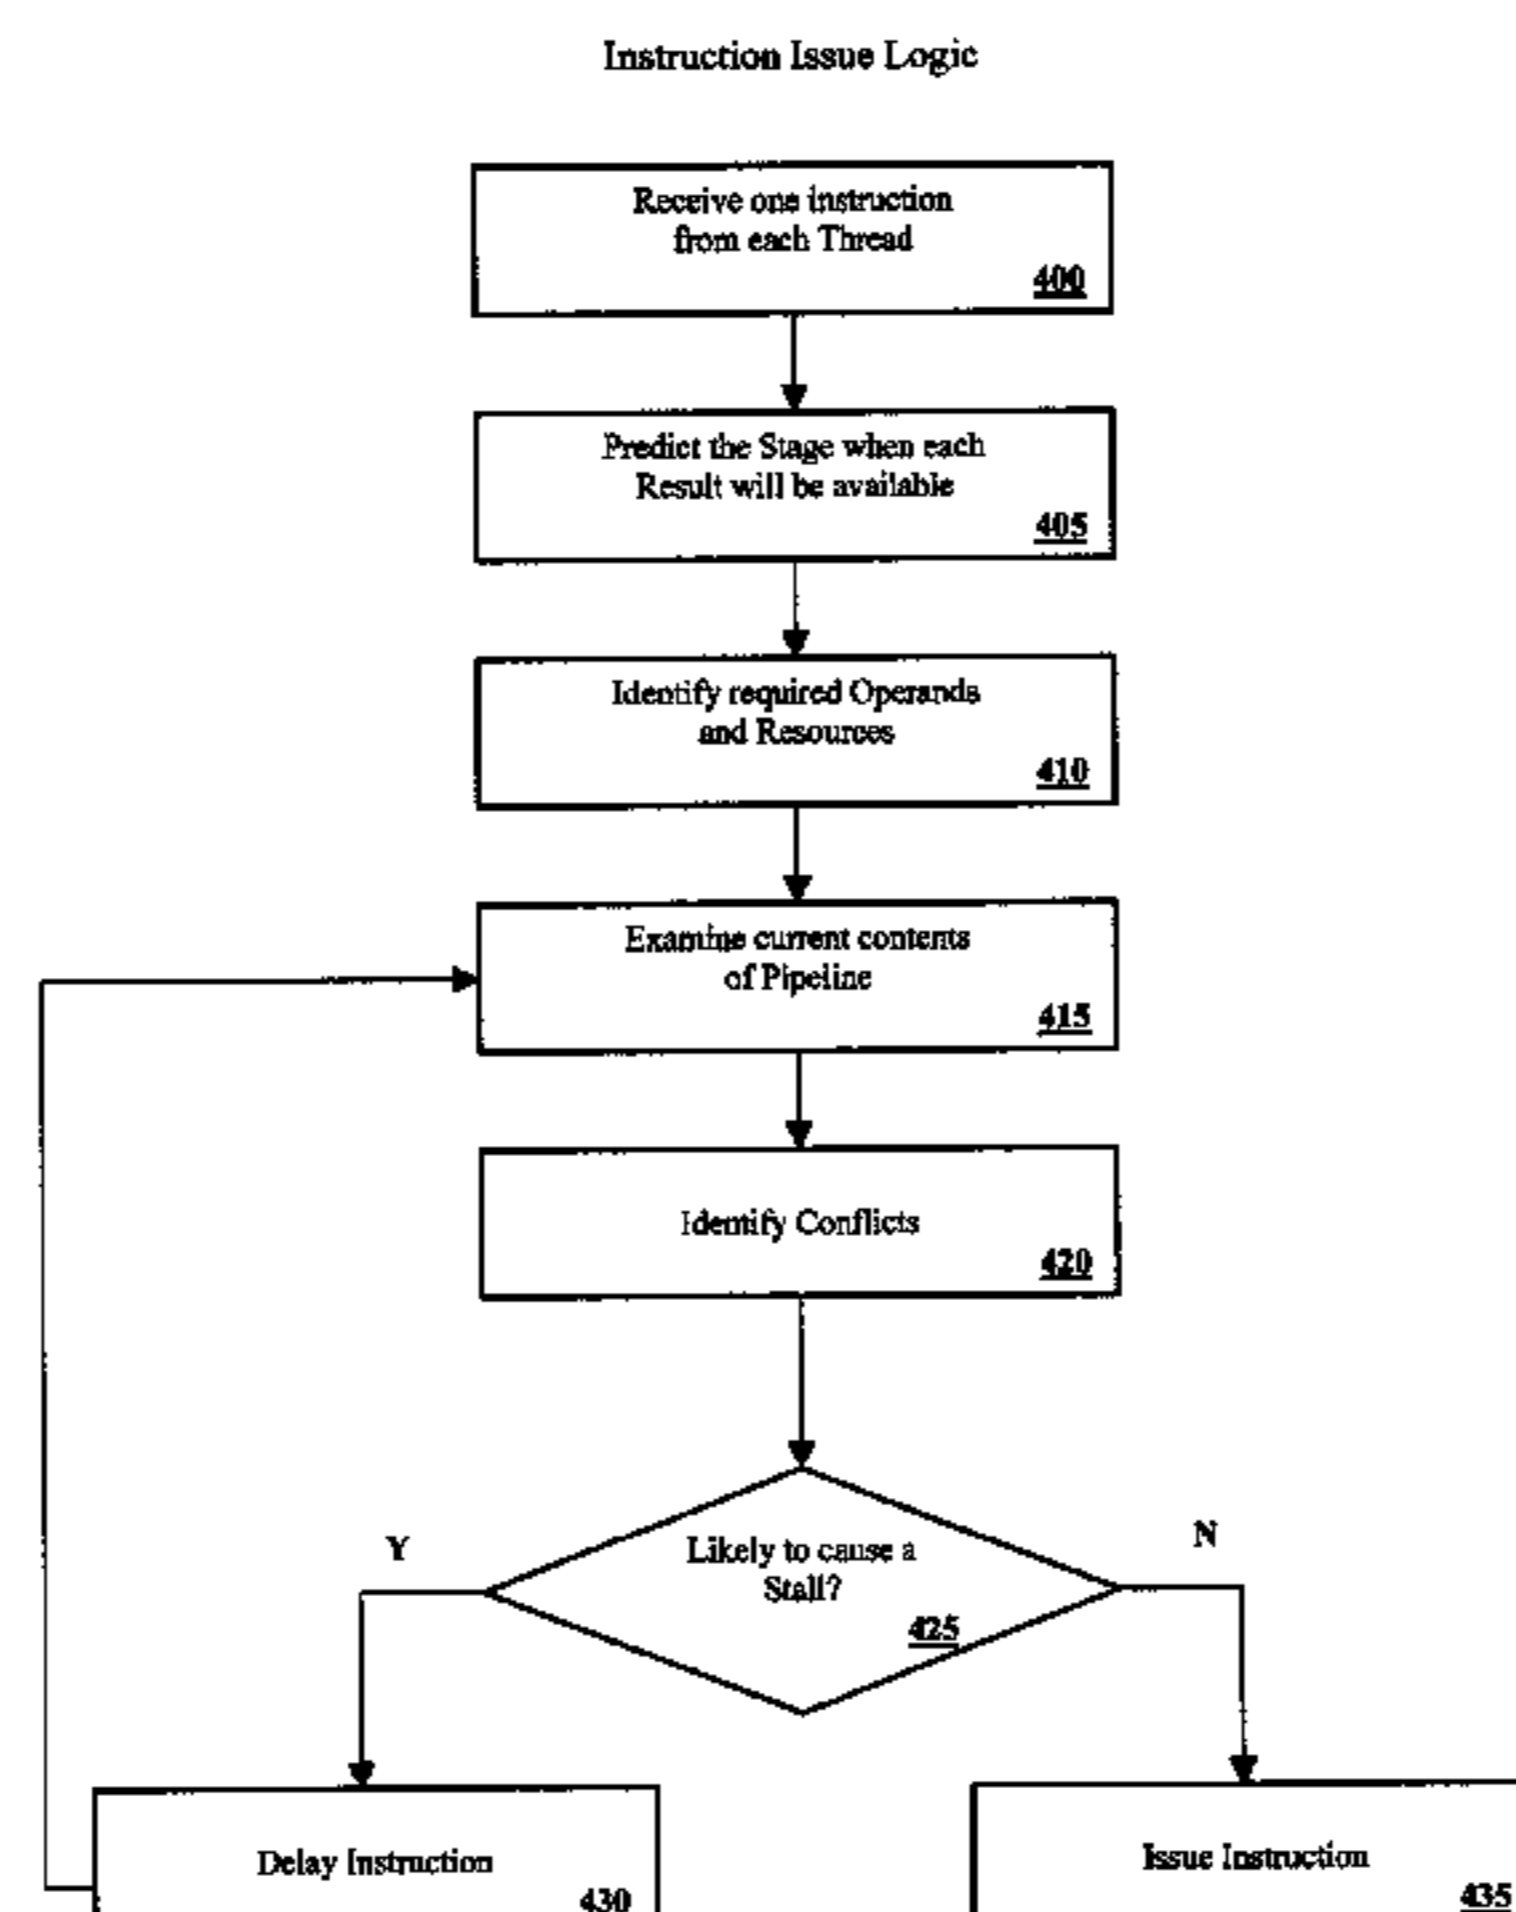 Instruction Issue Logic
Receive one instruction
from each Thread
400
Predict the Stage when each
Result will be available
405
Identify required Operands
and Resources
410
Examine current contents
of Pipeline
415
Identify Conflicts
420
Y
N
Likely to cause a
Stall?
425
Delay Instruction
430
Issue Instruction
435